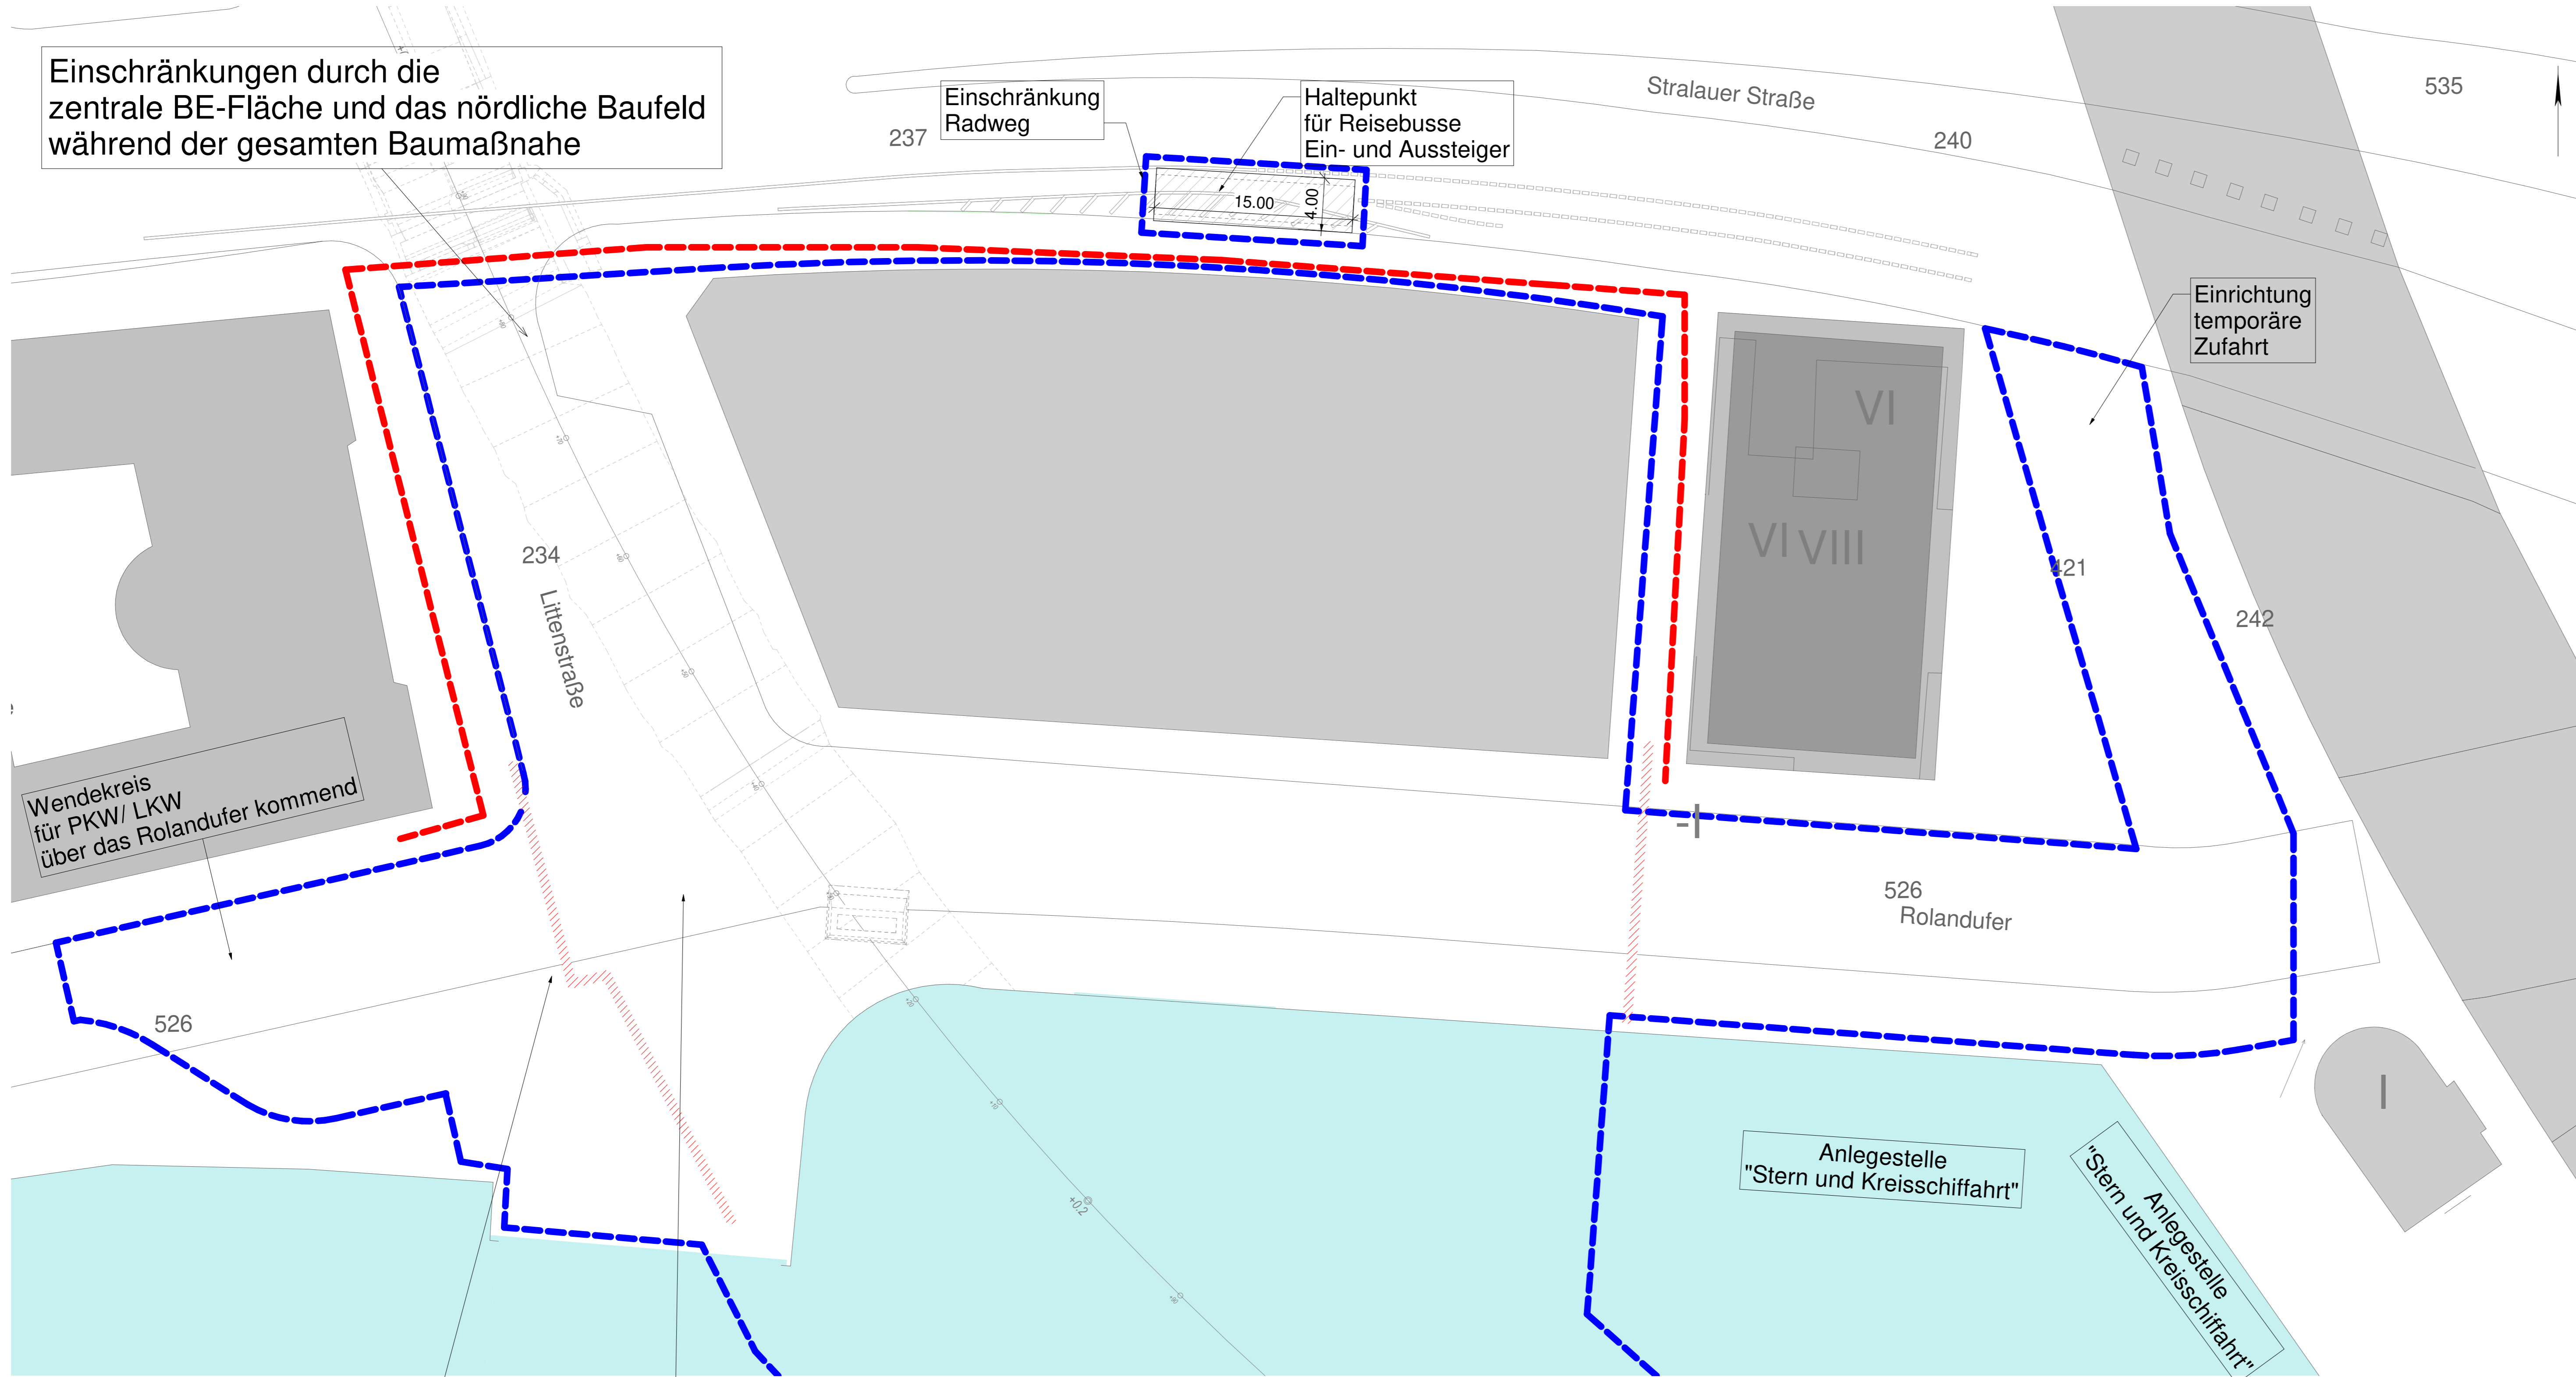 Einschränkungen durch die
zentrale BE-Fläche und das nördliche Baufeld
während der gesamten Baumaßnahe
237
Einschränkung
Radweg
Haltepunkt
für Reisebusse
Ein- und Aussteiger
15.00
4.00
Stralauer Straße
240
535
Einrichtung
temporäre
Zufahrt
VI
VI
VIII
421
242
234
Littenstraße
Wendekreis
für PKW/ LKW
über das Rolandufer kommend
526
526
Rolandufer
I
+0.2
Anlegestelle
"Stern und Kreisschiffahrt"
Anlegestelle
"Stern und Kreisschiffahrt"